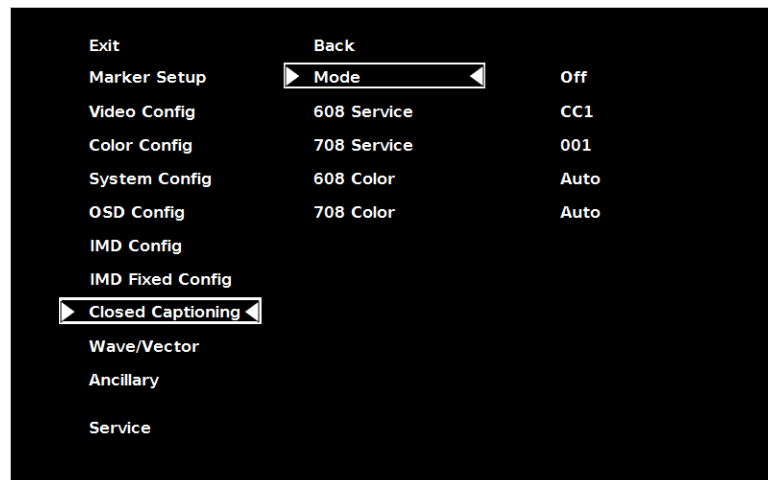 Exit Back
Marker Setup Mode Off
Video Config 608 Service CC1
Color Config 708 Service 001
System Config 608 Color Auto
OSD Config 708 Color Auto
IMD Config
IMD Fixed Config
Closed Captioning
Wave/Vector
Ancillary
Service